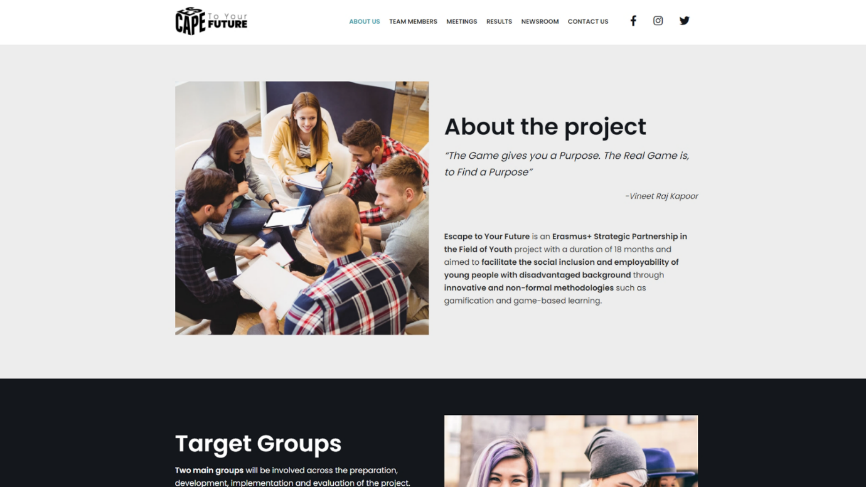 CAPE To Your
FUTURE
ABOUT US TEAM MEMBERS MEETINGS RESULTS NEWSROOM CONTACT US
About the project
“The Game gives you a Purpose. The Real Game is,
to Find a Purpose”
-Vineet Raj Kapoor
Escape to Your Future is an Erasmus+ Strategic Partnership in
the Field of Youth project with a duration of 18 months and
aimed to facilitate the social inclusion and employability of
young people with disadvantaged background through
innovative and non-formal methodologies such as
gamification and game-based learning.
Target Groups
Two main groups will be involved across the preparation,
development, implementation and evaluation of the project.